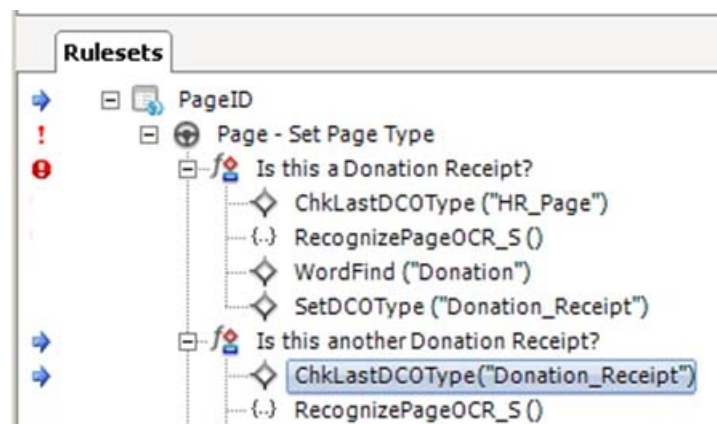 Rulesets
PageID
Page - Set Page Type
Is this a Donation Receipt?
ChkLastDCOType ("HR_Page")
RecognizePageOCR_S ()
WordFind ("Donation")
SetDCOType ("Donation_Receipt")
Is this another Donation Receipt?
ChkLastDCOType("Donation_Receipt")
RecognizePageOCR_S ()